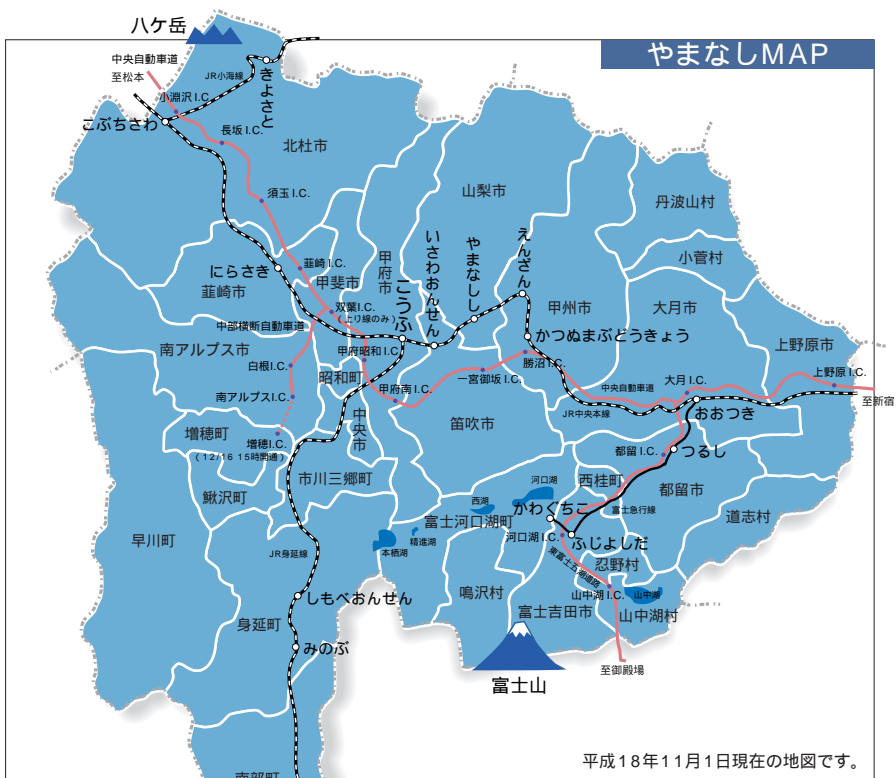 八ケ岳
やまなしMAP
中央自動車道
至松本
JR小海線
きよさと
小淵沢 I.C.
こぶちさわ
長坂 I.C.
北杜市
須玉 I.C.
山梨市
丹波山村
小菅村
にらさき
韮崎 I.C.
韮崎市
甲斐市
甲府市
こうふ
いさわおんせん
やまなしし
えんざん
甲州市
大月市
上野原市
双葉I.C.
(上り線のみ)
中部横断自動車道
かつぬまぶどうきょう
南アルプス市
白根I.C.
甲府昭和 I.C
勝沼 I.C.
一宮御坂 I.C.
昭和町
甲府南 I.C.
中央自動車道
大月 I.C.
上野原 I.C.
至新宿
南アルプスI.C.
JR中央本線
おおつき
増穂町
増穂I.C.
(12/16 15時開通)
中央市
笛吹市
都留 I.C.
つるし
市川三郷町
鰍沢町
西桂町
都留市
河口湖
西湖
かわぐちこ
富士急行線
道志村
富士河口湖町
河口湖 I.C.
ふじよしだ
早川町
JR身延線
精進湖
本栖湖
東富士五湖道路
忍野村
鳴沢村
山中湖 I.C.
山中湖
しもべおんせん
富士吉田市
山中湖村
身延町
みのぶ
至御殿場
富士山
平成18年11月1日現在の地図です。
南部町